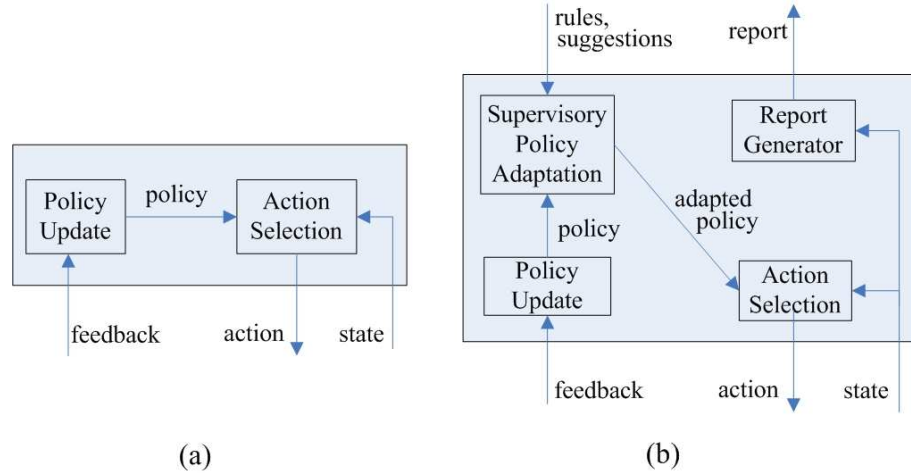 Policy
Update
policy
Action
Selection
feedback
action
state
(a)
rules,
suggestions
report
Supervisory
Policy
Adaptation
Report
Generator
adapted
policy
policy
Policy
Update
Action
Selection
feedback
action
state
(b)